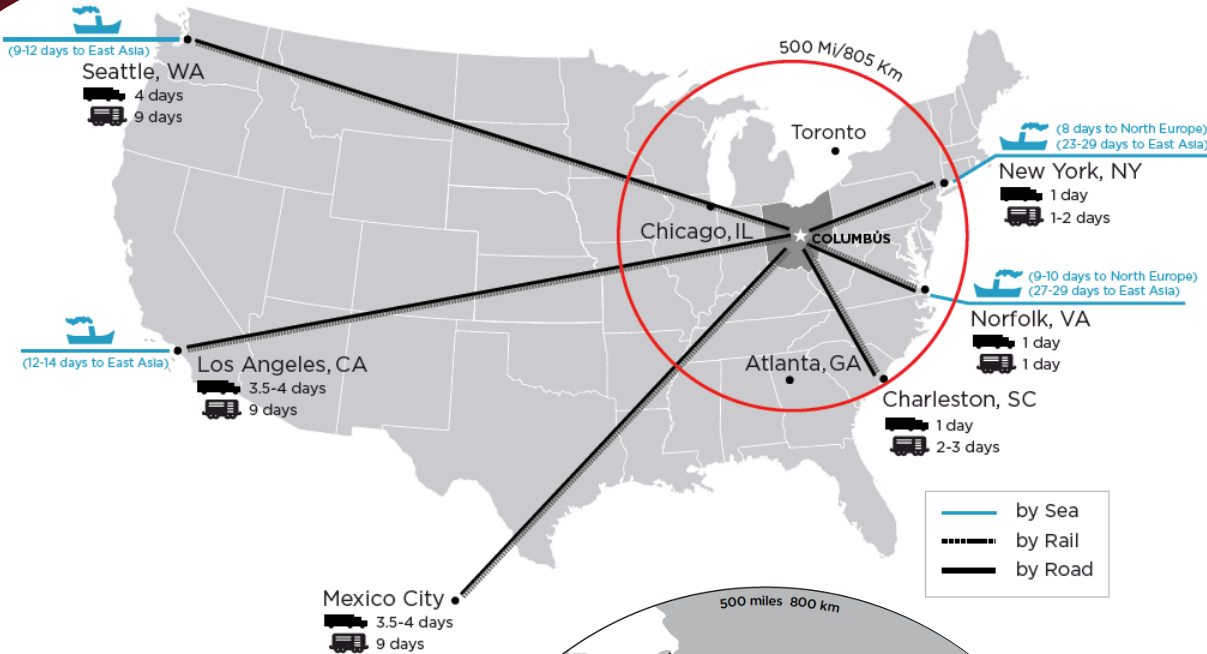 (9-12 days to East Asia)
Seattle, WA
4 days
9 days
500 Mi/805 Km
Toronto
(8 days to North Europe)
(23-29 days to East Asia)
New York, NY
1 day
1-2 days
Chicago, IL
COLUMBUS
(9-10 days to North Europe)
(27-29 days to East Asia)
Norfolk, VA
1 day
1 day
(12-14 days to East Asia)
Los Angeles, CA
3.5-4 days
9 days
Atlanta, GA
Charleston, SC
1 day
2-3 days
by Sea
by Rail
by Road
Mexico City
3.5-4 days
9 days
500 miles 800 km